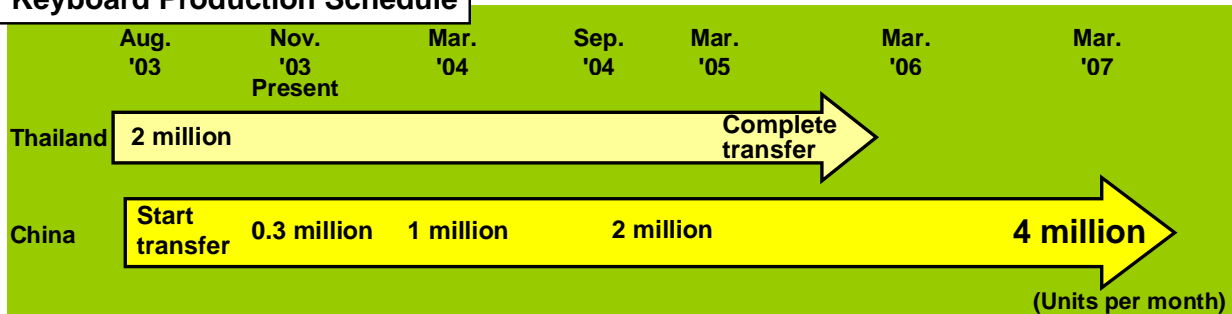 Keyboard Production Schedule
Aug. Nov. Mar. Sep. Mar. Mar. Mar.
'03 '03 '04 '04 '05 '06 '07
Present
Thailand 2 million Complete
transfer
China Start
transfer 0.3 million 1 million 2 million 4 million
(Units per month)